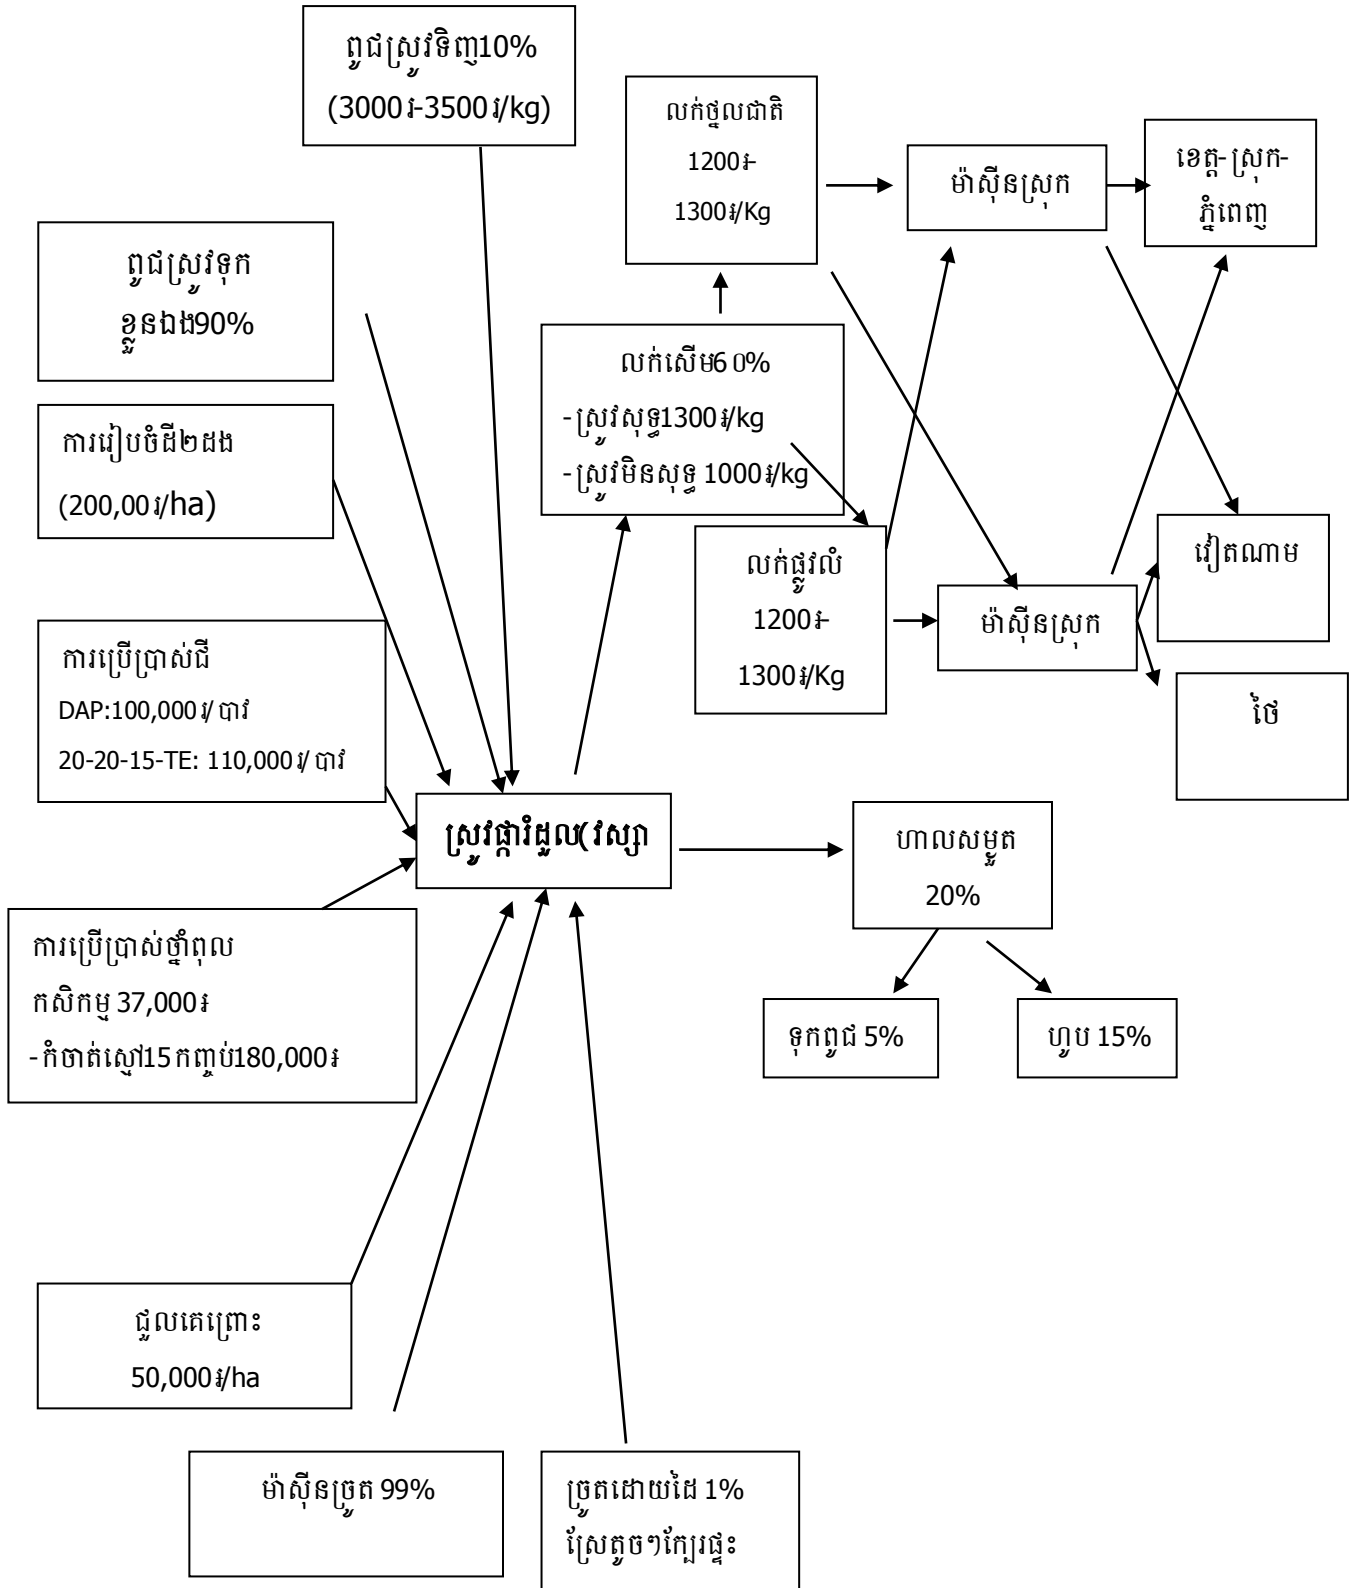 ពូជស្រូវទិញ10%
(3000៛-3500៛/kg)
លក់ថ្នលជាតិ
1200៛-
1300៛/Kg
ម៉ាស៊ីនស្រុក
ខេត្ត-ស្រុក-
ភ្នំពេញ
ពូជស្រូវទុក
ខ្លួនឯង90%
លក់សើម60%
-ស្រូវសុទ្ធ1300៛/kg
-ស្រូវមិនសុទ្ធ 1000៛/kg
ការរៀបចំដី២ដង
(200,00៛/ha)
លក់ផ្លូវលំ
1200៛-
1300៛/Kg
ម៉ាស៊ីនស្រុក
វៀតណាម
ថៃ
ការប្រើប្រាស់ជី
DAP:100,000៛/បាវ
20-20-15-TE: 110,000៛/បាវ
ស្រូវផ្ការំដួល(វស្សា
ហាលសម្ងួត
20%
ការប្រើប្រាស់ថ្នាំពុល
កសិកម្ម 37,000៛
-កំចាត់ស្មៅ15កញ្ចប់180,000៛
ទុកពូជ 5%
ហូប 15%
ជួលគេព្រោះ
50,000៛/ha
ម៉ាស៊ីនច្រូត 99%
ច្រូតដោយដៃ 1%
ស្រែតូចៗក្បែរផ្ទះ